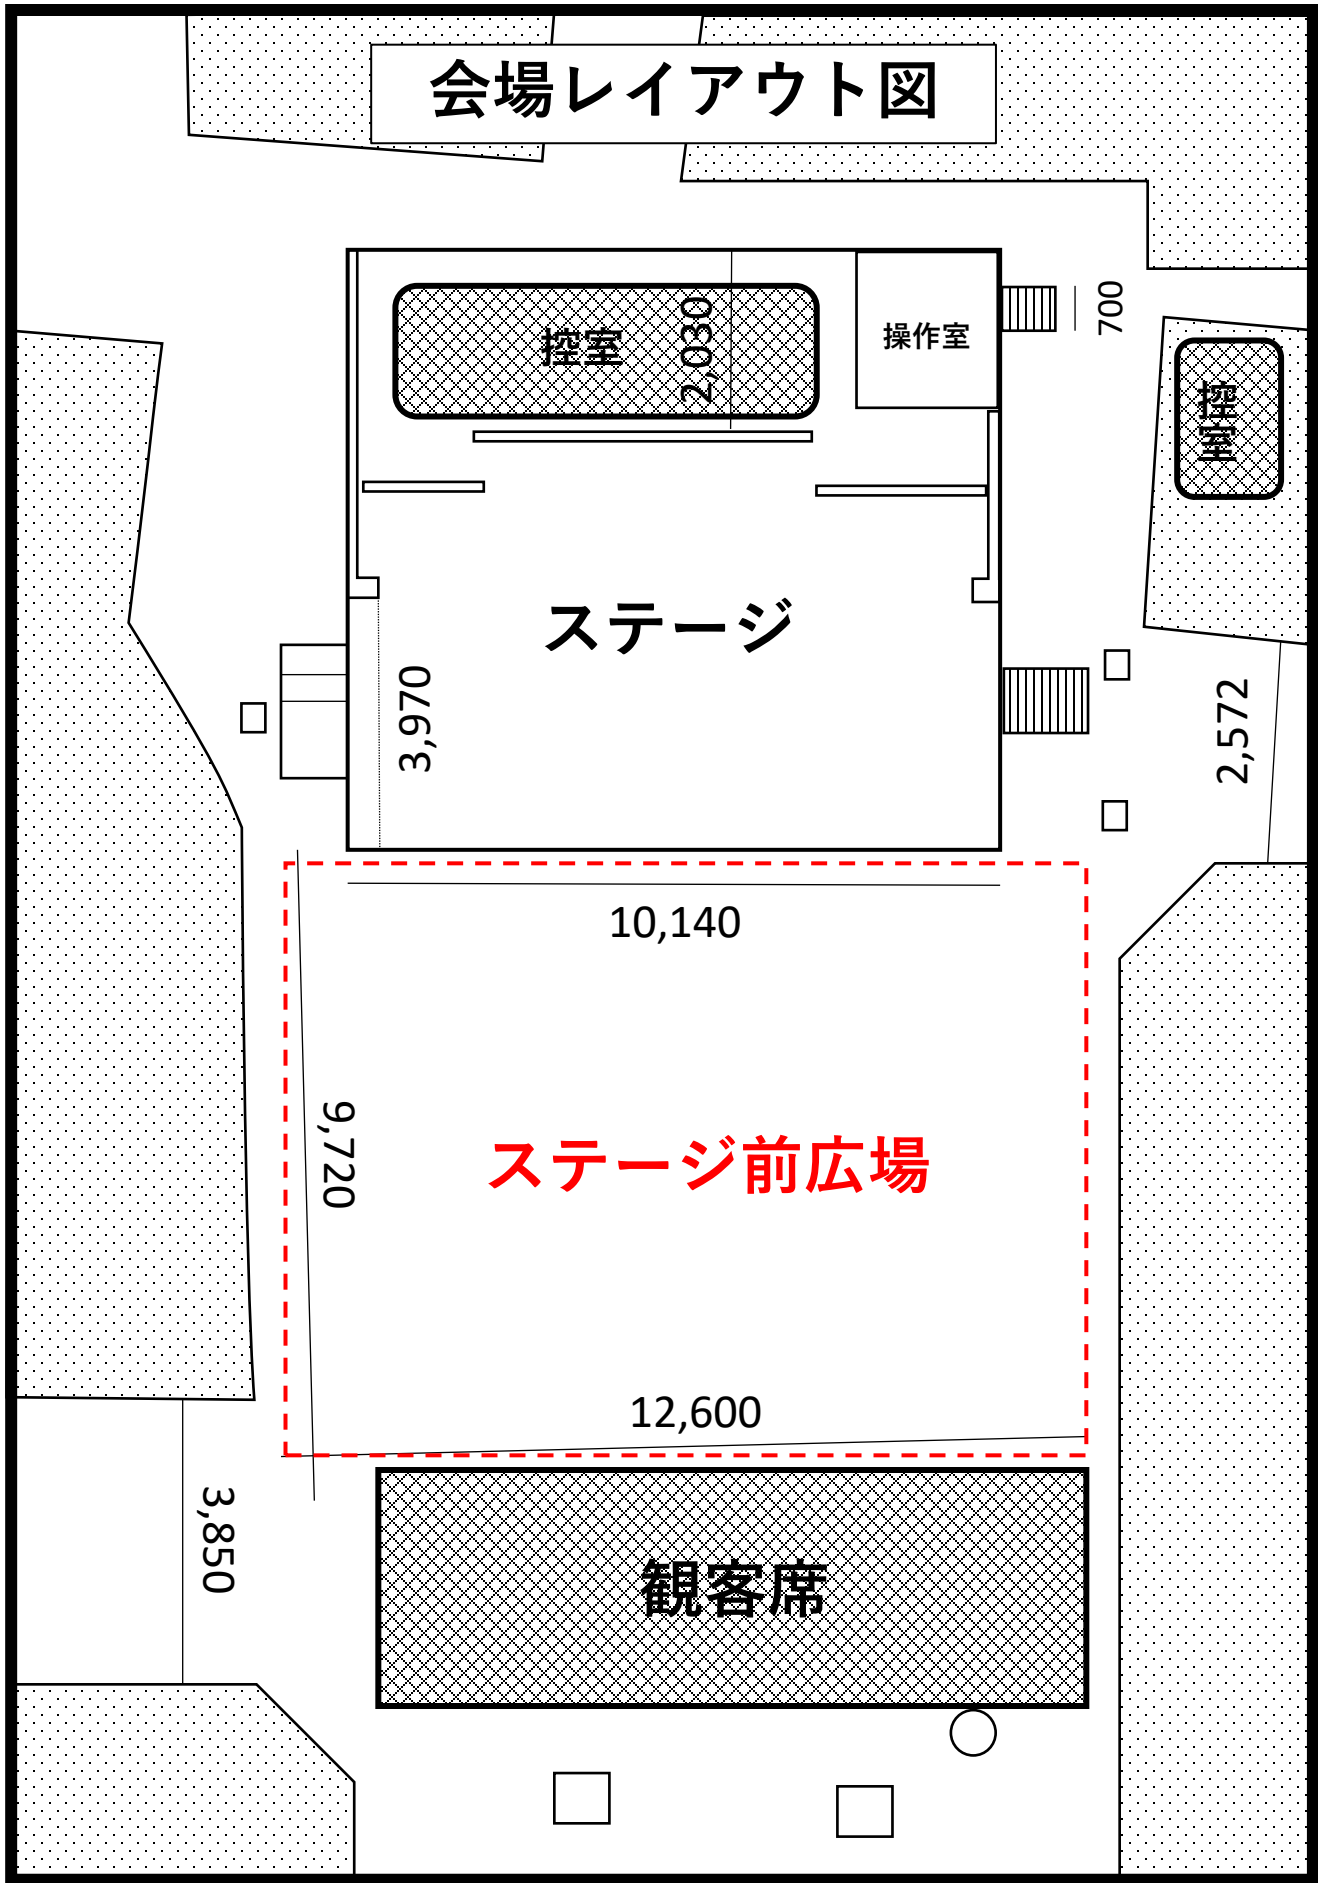 会場レイアウト図
控室
2,030
操作室
700
控室
ステージ
3,970
2,572
10,140
9,720
ステージ前広場
12,600
3,850
観客席